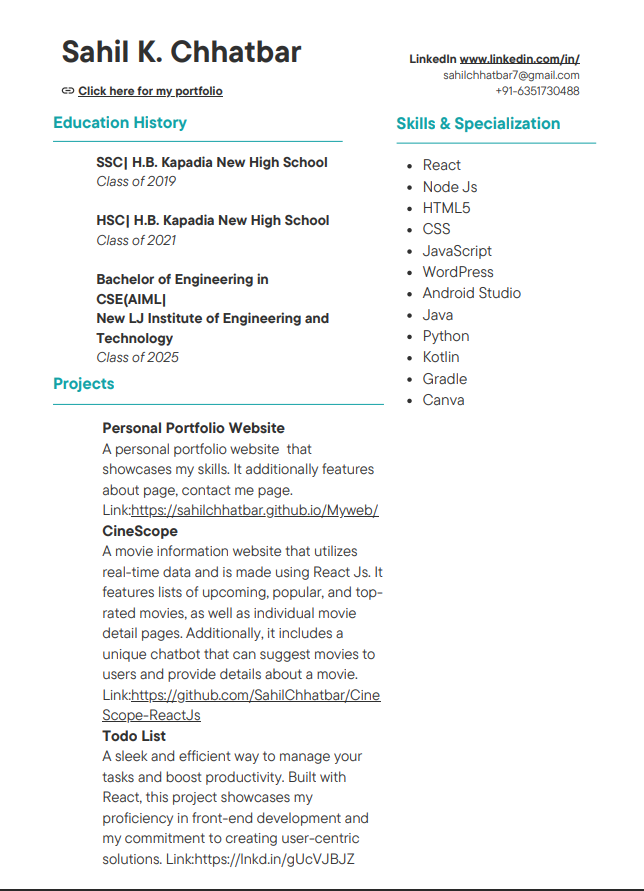 Sahil K. Chhatbar
LinkedIn www.linkedin.com/in/
sahilchhatbar7@gmail.com
+91-6351730488
Click here for my portfolio
Education History
SSC| H.B. Kapadia New High School
Class of 2019
HSC| H.B. Kapadia New High School
Class of 2021
Bachelor of Engineering in
CSE(AIML|
New LJ Institute of Engineering and
Technology
Class of 2025
Projects
Personal Portfolio Website
A personal portfolio website  that
showcases my skills. It additionally features
about page, contact me page.
Link:https://sahilchhatbar.github.io/Myweb/
CineScope
A movie information website that utilizes
real-time data and is made using React Js. It
features lists of upcoming, popular, and top-
rated movies, as well as individual movie
detail pages. Additionally, it includes a
unique chatbot that can suggest movies to
users and provide details about a movie.
Link:https://github.com/SahilChhatbar/Cine
Scope-ReactJs
Todo List
A sleek and efficient way to manage your
tasks and boost productivity. Built with
React, this project showcases my
proficiency in front-end development and
my commitment to creating user-centric
solutions. Link:https://lnkd.in/gUcVJBJZ
Skills & Specialization
• React
• Node Js
• HTML5
• CSS
• JavaScript
• WordPress
• Android Studio
• Java
• Python
• Kotlin
• Gradle
• Canva